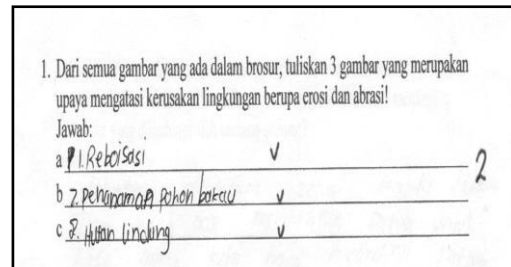 1. Dari semua gambar yang ada dalam brosur, tuliskan 3 gambar yang merupakan
upaya mengatasi kerusakan lingkungan berupa erosi dan abrasi!
Jawab:
a 1. Reboisasi ✓
b 7. penanaman pohon bakau ✓ 2
c 8. Hutan lindung ✓